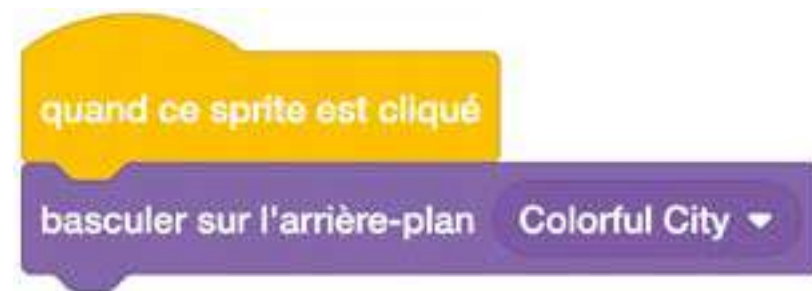 quand ce sprite est cliqué
basculer sur l'arrière-plan Colorful City